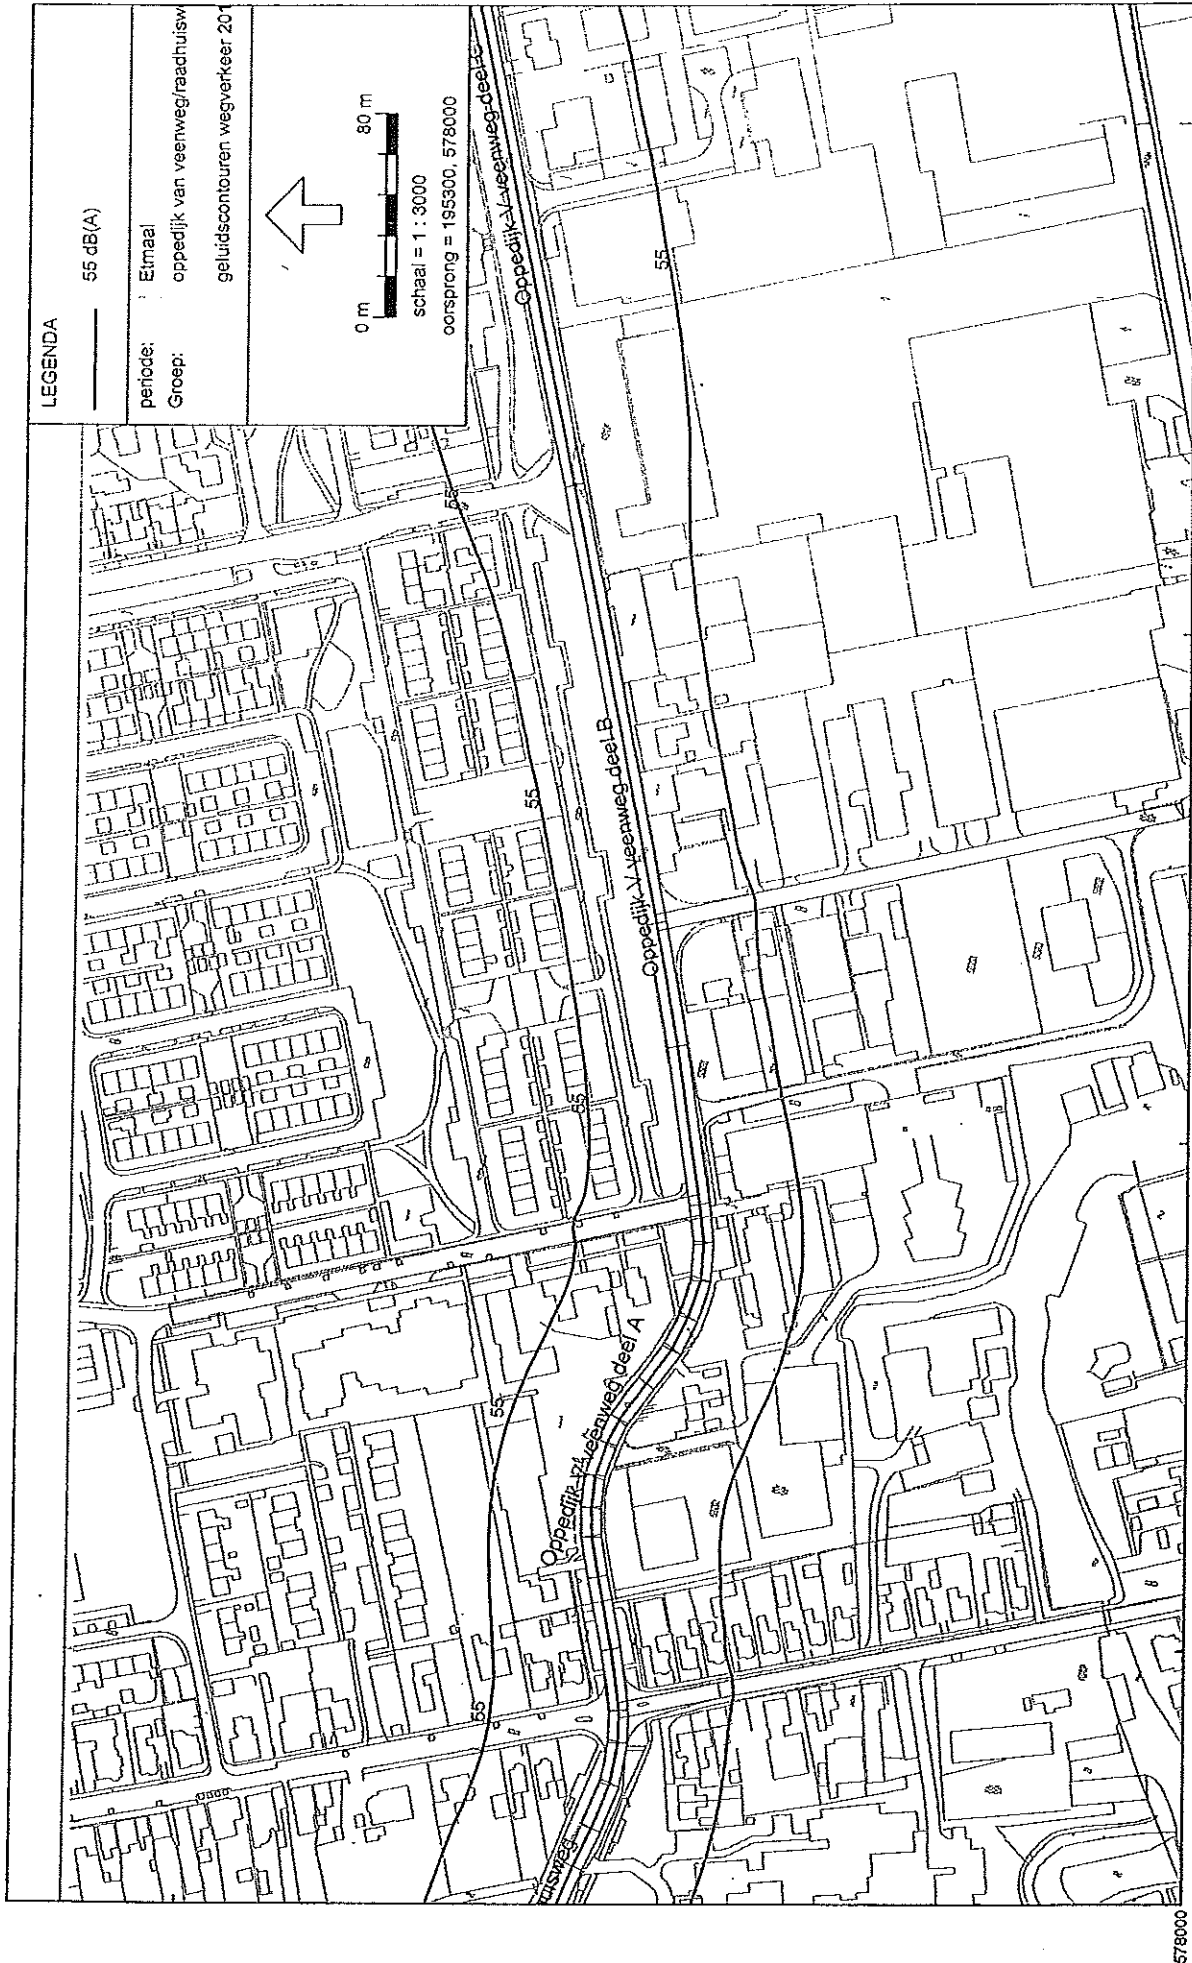 LEGENDA
55 dB(A)
periode: Etmaal
Groep: oppedijk van veenweg/raadhuisw
geluidscontouren wegverkeer 201
0 m 80 m
schaal = 1 : 3000
oorsprong = 195300, 578000
Oppedijk V veenweg deel
55
55
55
Oppedijk V veenweg deel B
55
Oppedijk veenweg deel A
55
55
uisweg
578000